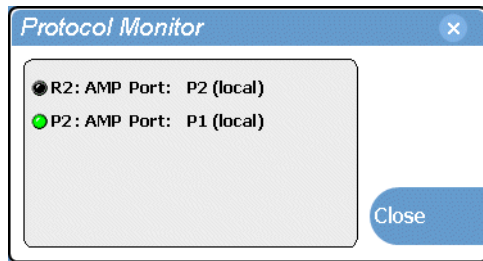 Protocol Monitor
R2: AMP Port: P2 (local)
P2: AMP Port: P1 (local)
Close